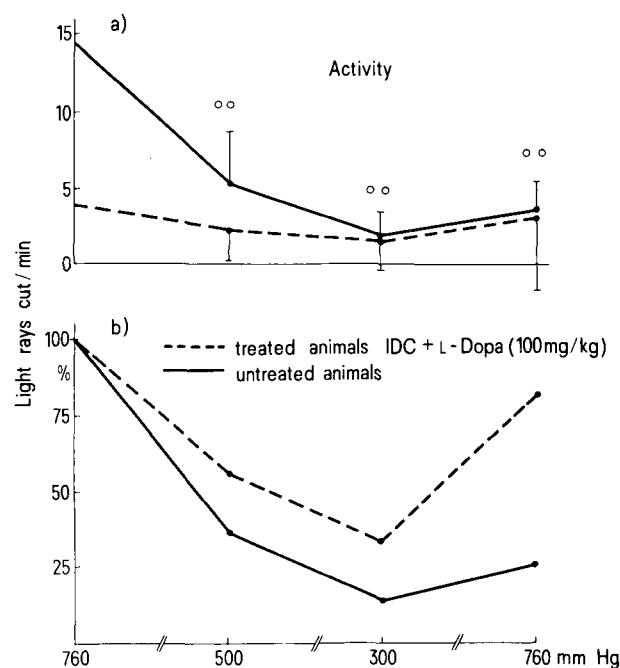 a)
15
Activity
10
○○
○○
○○
5
0
Light rays cut/min
b)
100
%
treated animals IDC + L-Dopa (100mg/kg)
untreated animals
75
50
25
760 500 300 760 mm Hg